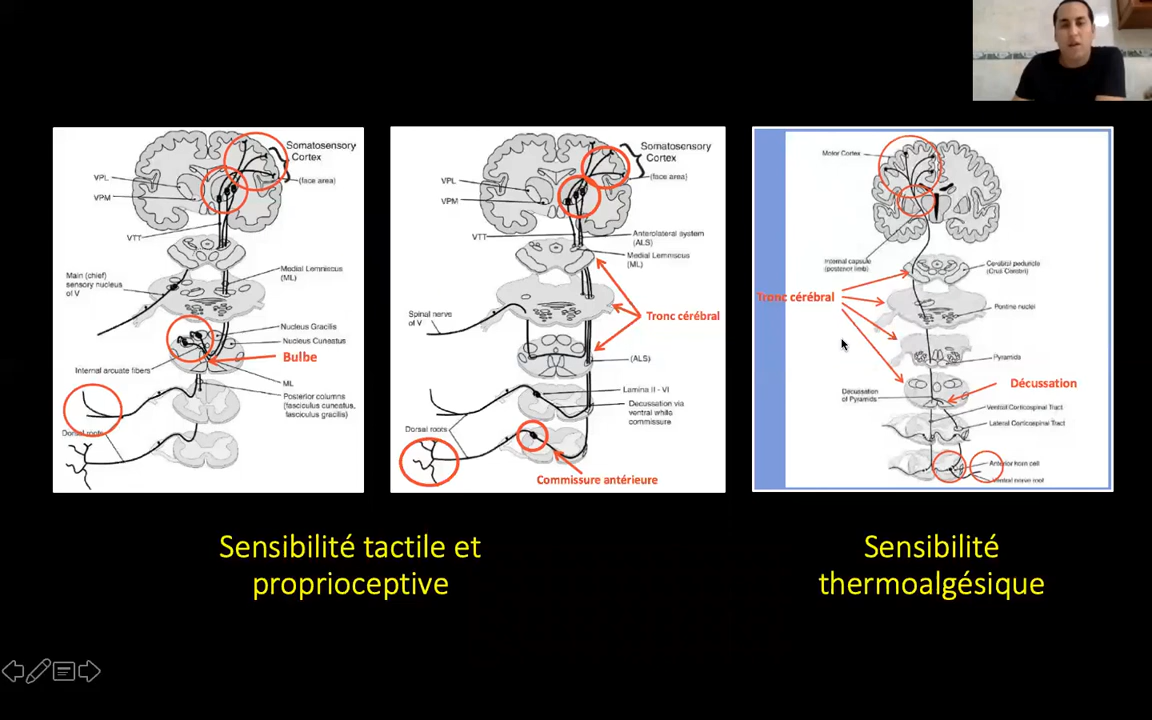 Somatosensory
Cortex
(face area)
VPL
VPM
VTT
Main (chief)
sensory nucleus
of V
Medial Lemniscus
(ML)
Nucleus Gracilis
Nucleus Cuneatus
Bulbe
Internal arcuate fibers
ML
Posterior columns
(fasciculus cuneatus,
fasciculus gracilis)
Dorsal roots
Somatosensory
Cortex
(face area)
VPL
VPM
VTT
Anterolateral system
(ALS)
Medial Lemniscus
(ML)
Spinal nerve
of V
Tronc cérébral
(ALS)
Lamina II - VI
Decussation via
ventral while
commissure
Dorsal roots
Commissure antérieure
Motor Cortex
Internal capsule
(posterior limb)
Cerebral peduncle
(Crus Cerebri)
Tronc cérébral
Pontine nuclei
Pyramids
Décussation
Décussation
of Pyramids
Ventral Corticospinal Tract
Lateral Corticospinal Tract
Anterior horn cell
Ventral nerve root
Sensibilité tactile et
proprioceptive
Sensibilité
thermoalgésique